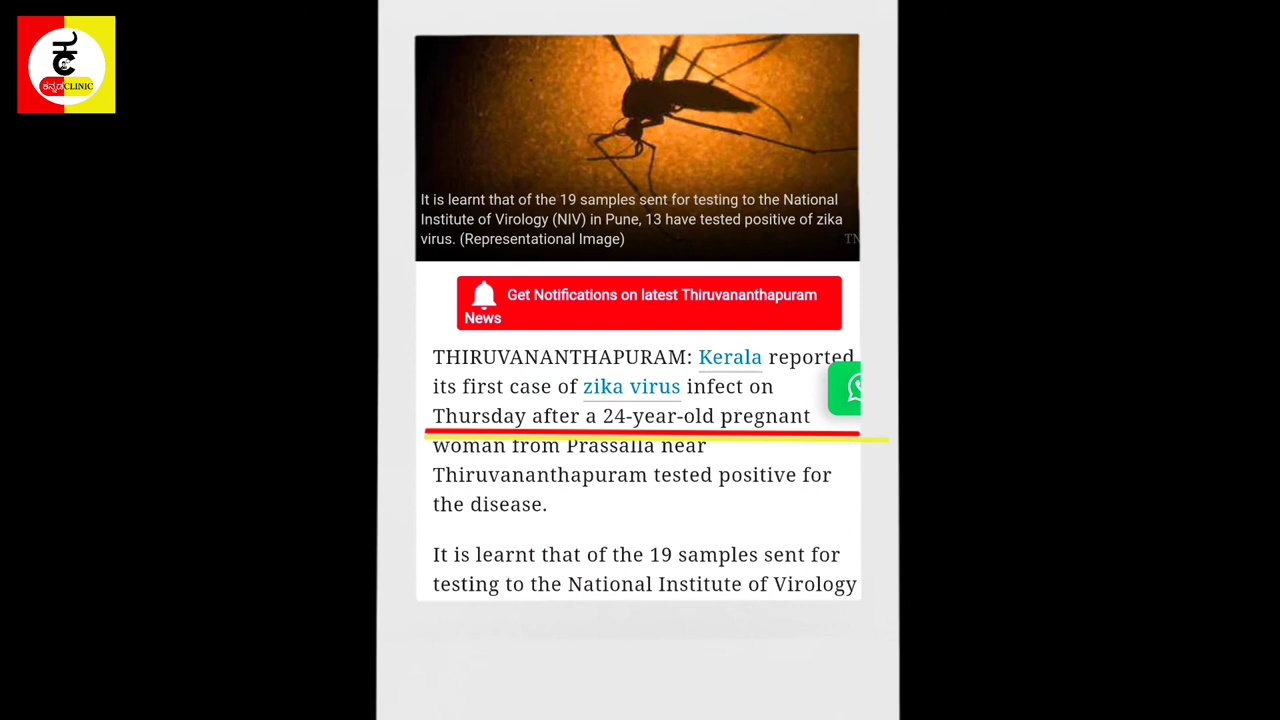 ಕನ್ನಡCLINIC
It is learnt that of the 19 samples sent for testing to the National
Institute of Virology (NIV) in Pune, 13 have tested positive of zika
virus. (Representational Image)
TN
Get Notifications on latest Thiruvananthapuram
News
THIRUVANANTHAPURAM: Kerala reported
its first case of zika virus infect on
Thursday after a 24-year-old pregnant
woman from Prassalla near
Thiruvananthapuram tested positive for
the disease.
It is learnt that of the 19 samples sent for
testing to the National Institute of Virology